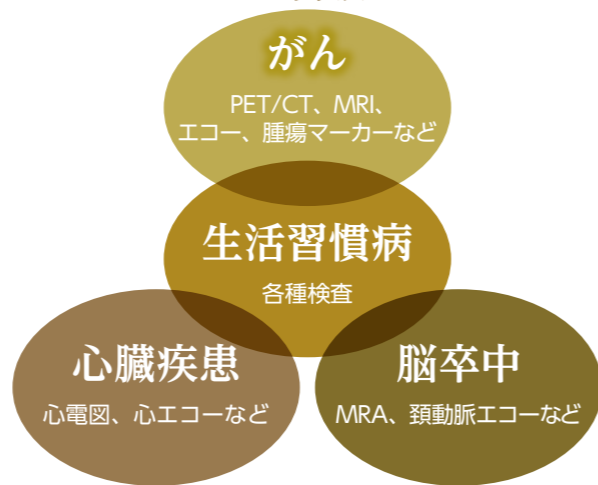 がん
PET/CT、MRI、
エコー、腫瘍マーカーなど
生活習慣病
各種検査
心臓疾患
心電図、心エコーなど
脳卒中
MRA、頚動脈エコーなど